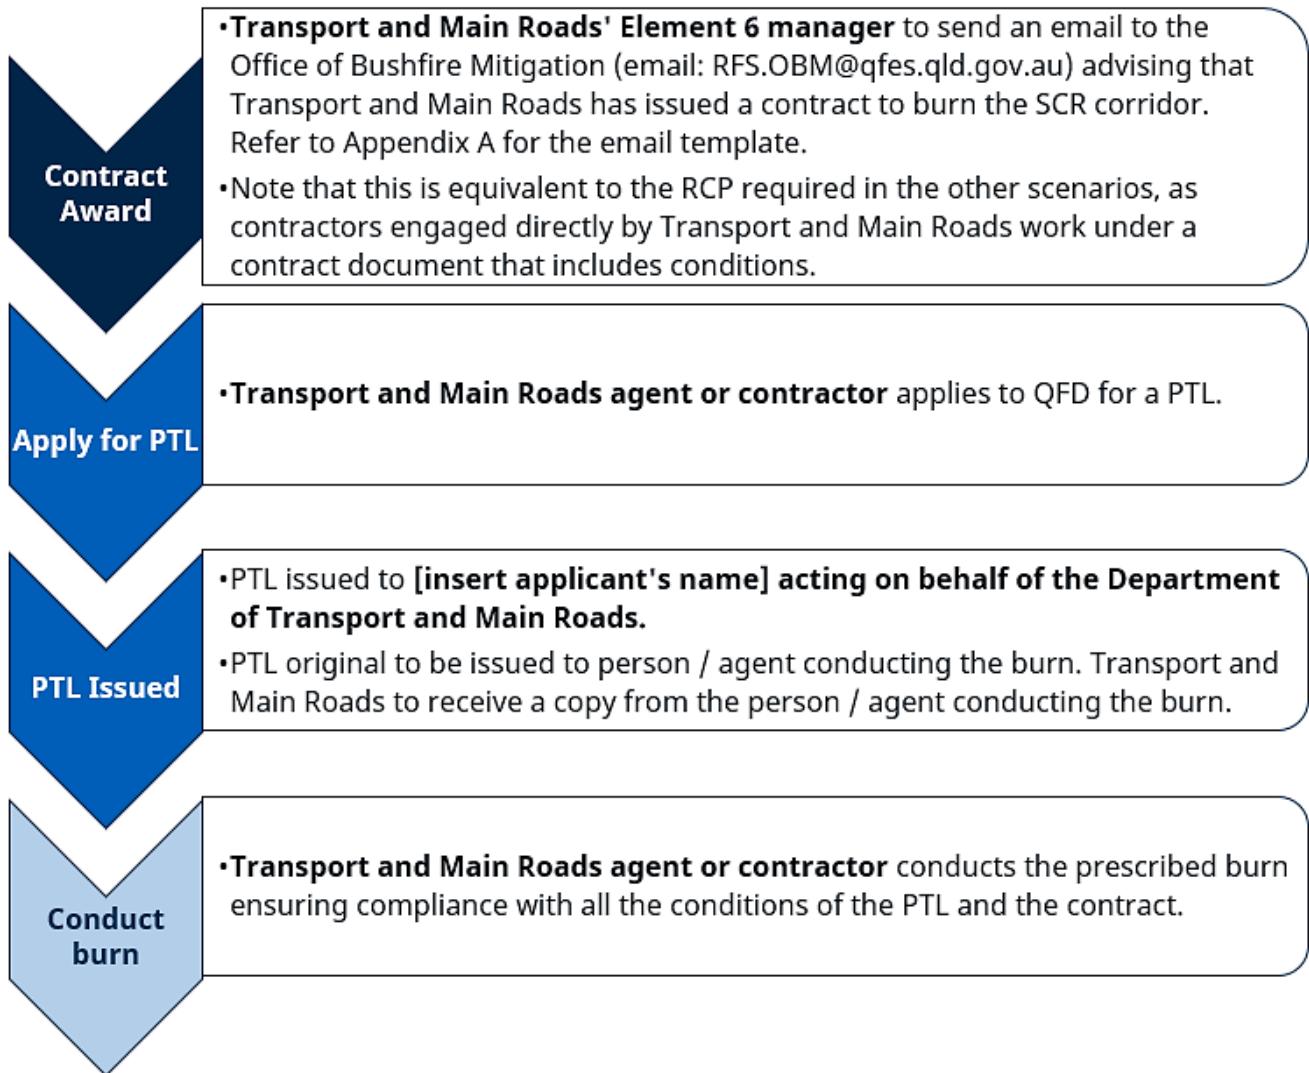 •Transport and Main Roads' Element 6 manager to send an email to the
Office of Bushfire Mitigation (email: RFS.OBM@qfes.qld.gov.au) advising that
Transport and Main Roads has issued a contract to burn the SCR corridor.
Refer to Appendix A for the email template.
•Note that this is equivalent to the RCP required in the other scenarios, as
contractors engaged directly by Transport and Main Roads work under a
contract document that includes conditions.
Contract
Award
•Transport and Main Roads agent or contractor applies to QFD for a PTL.
Apply for PTL
•PTL issued to [insert applicant's name] acting on behalf of the Department
of Transport and Main Roads.
•PTL original to be issued to person / agent conducting the burn. Transport and
Main Roads to receive a copy from the person / agent conducting the burn.
PTL Issued
•Transport and Main Roads agent or contractor conducts the prescribed burn
ensuring compliance with all the conditions of the PTL and the contract.
Conduct
burn